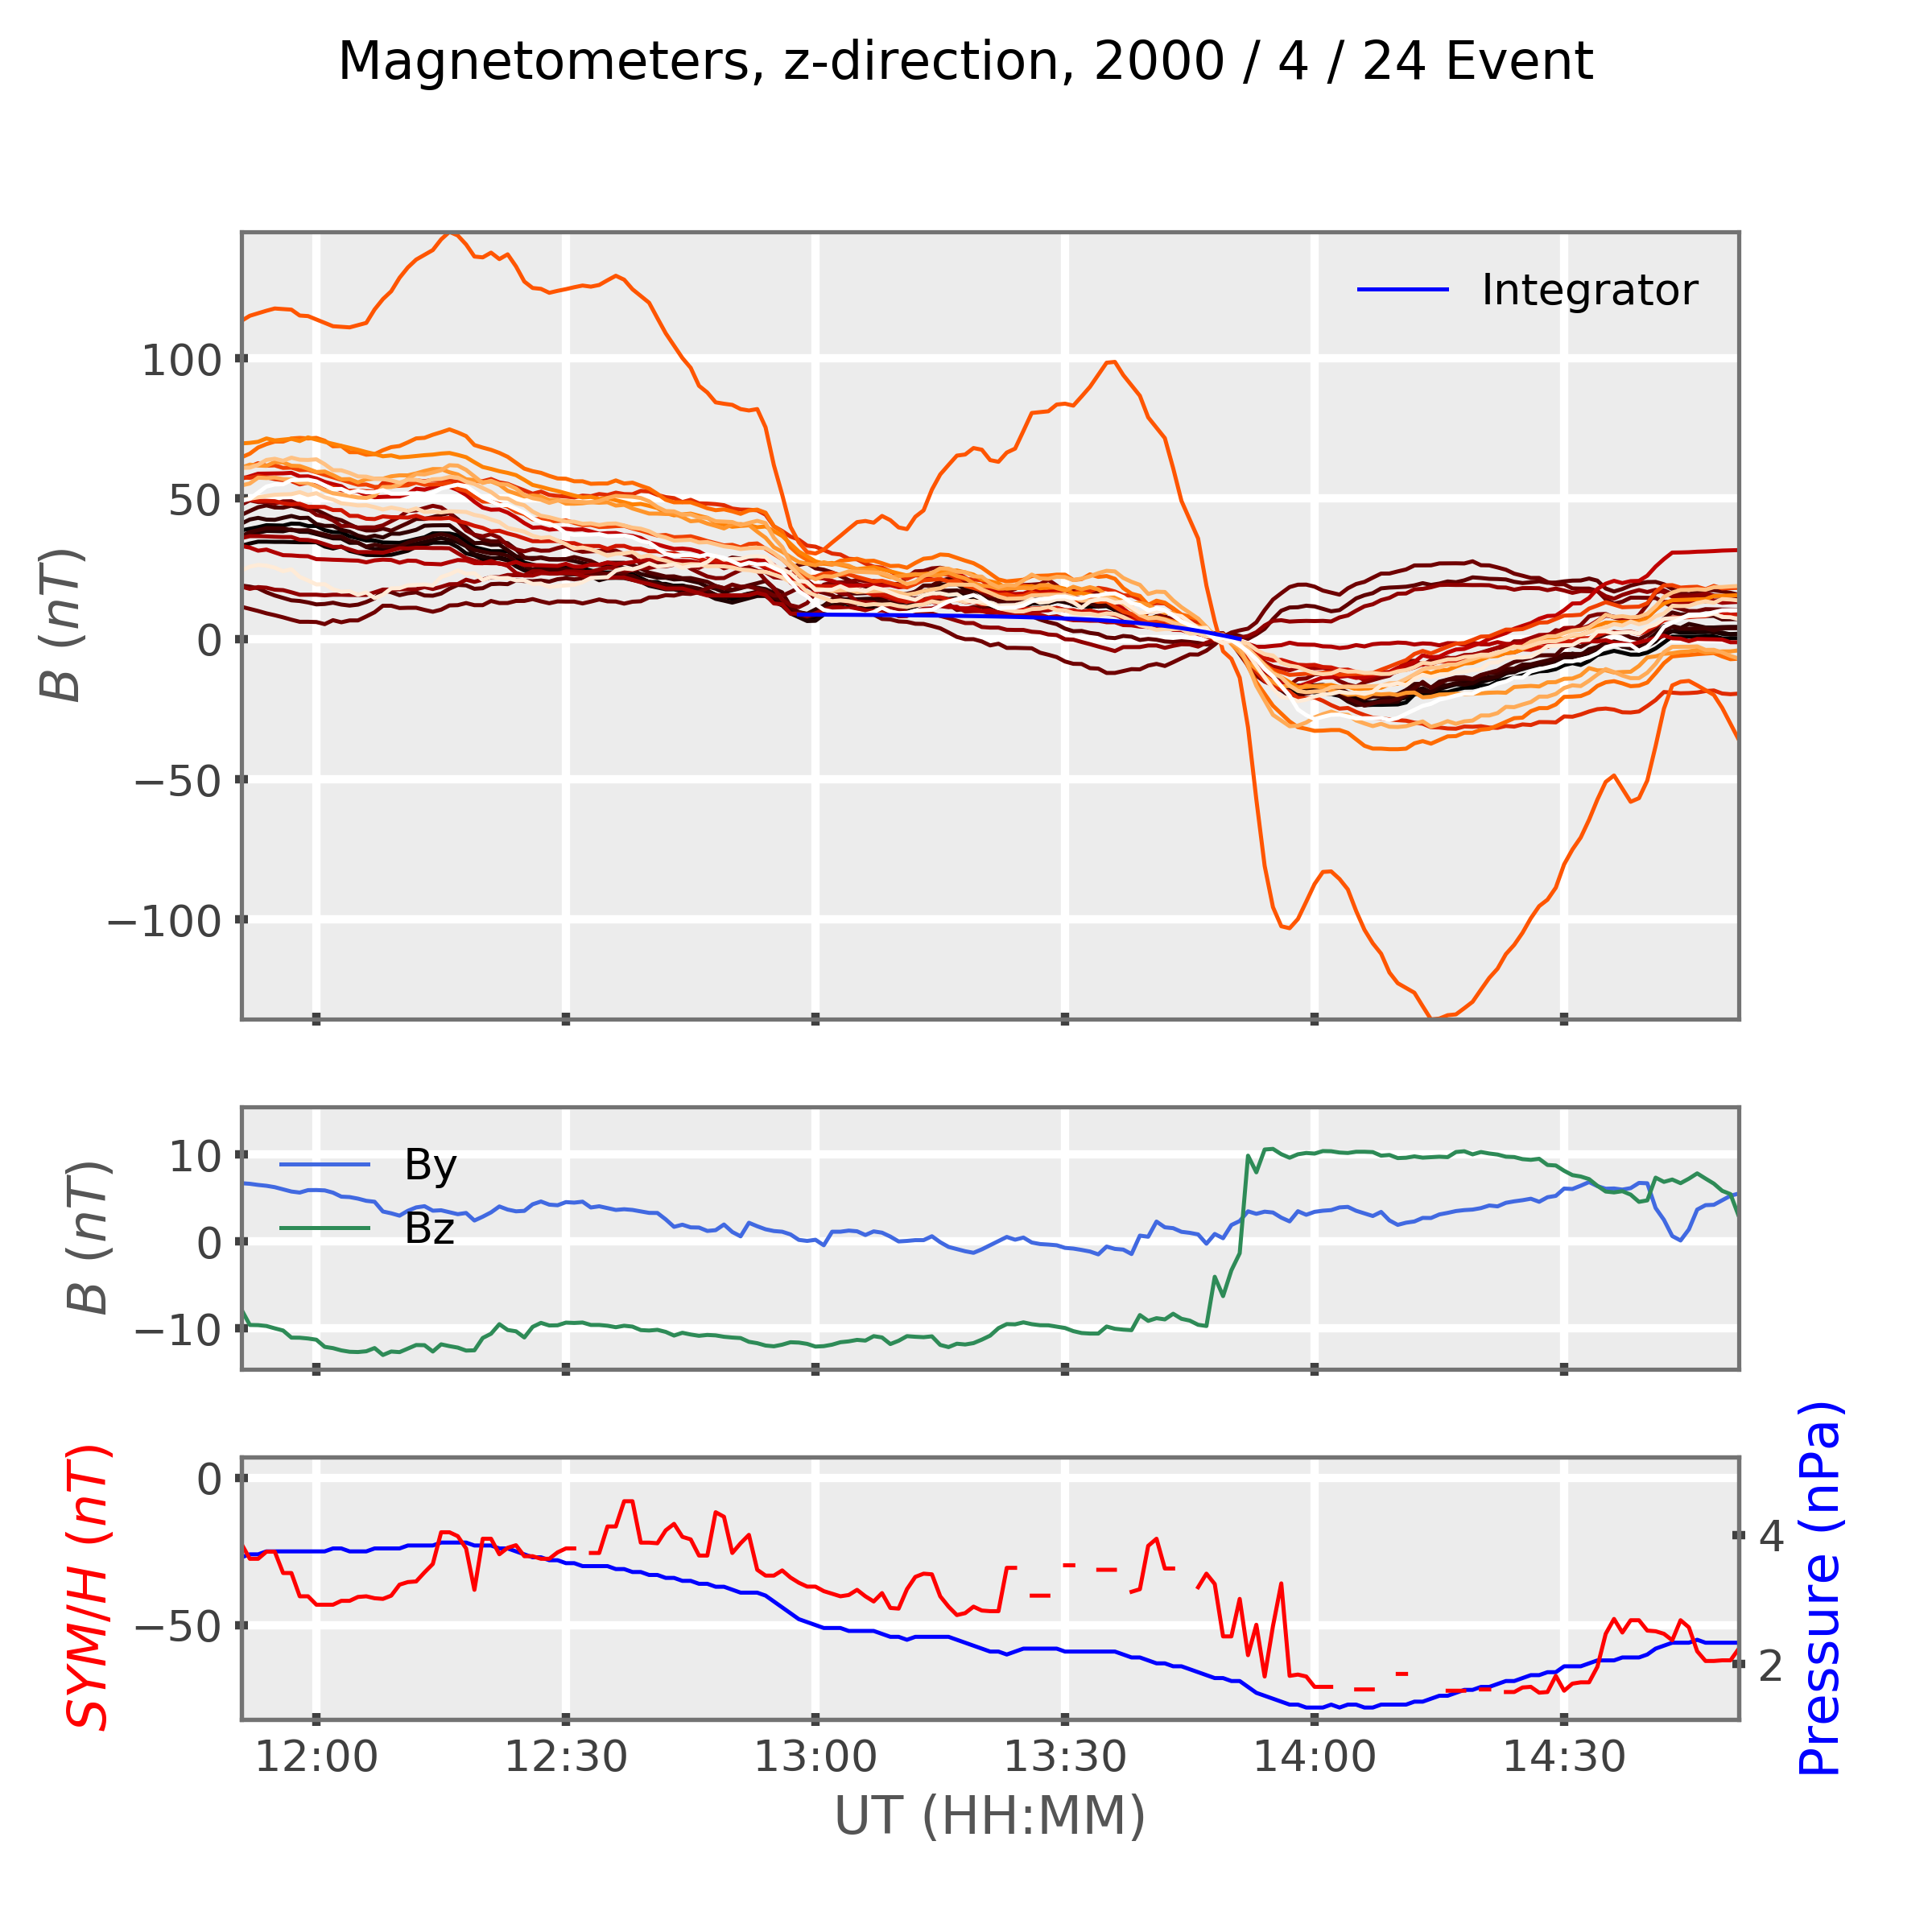 Magnetometers, z-direction, 2000 / 4 / 24 Event
B (nT)
100
50
0
−50
−100
Integrator
B (nT)
10
0
−10
By
Bz
SYM/H (nT)
0
−50
4
2
Pressure (nPa)
12:00 12:30 13:00 13:30 14:00 14:30
UT (HH:MM)